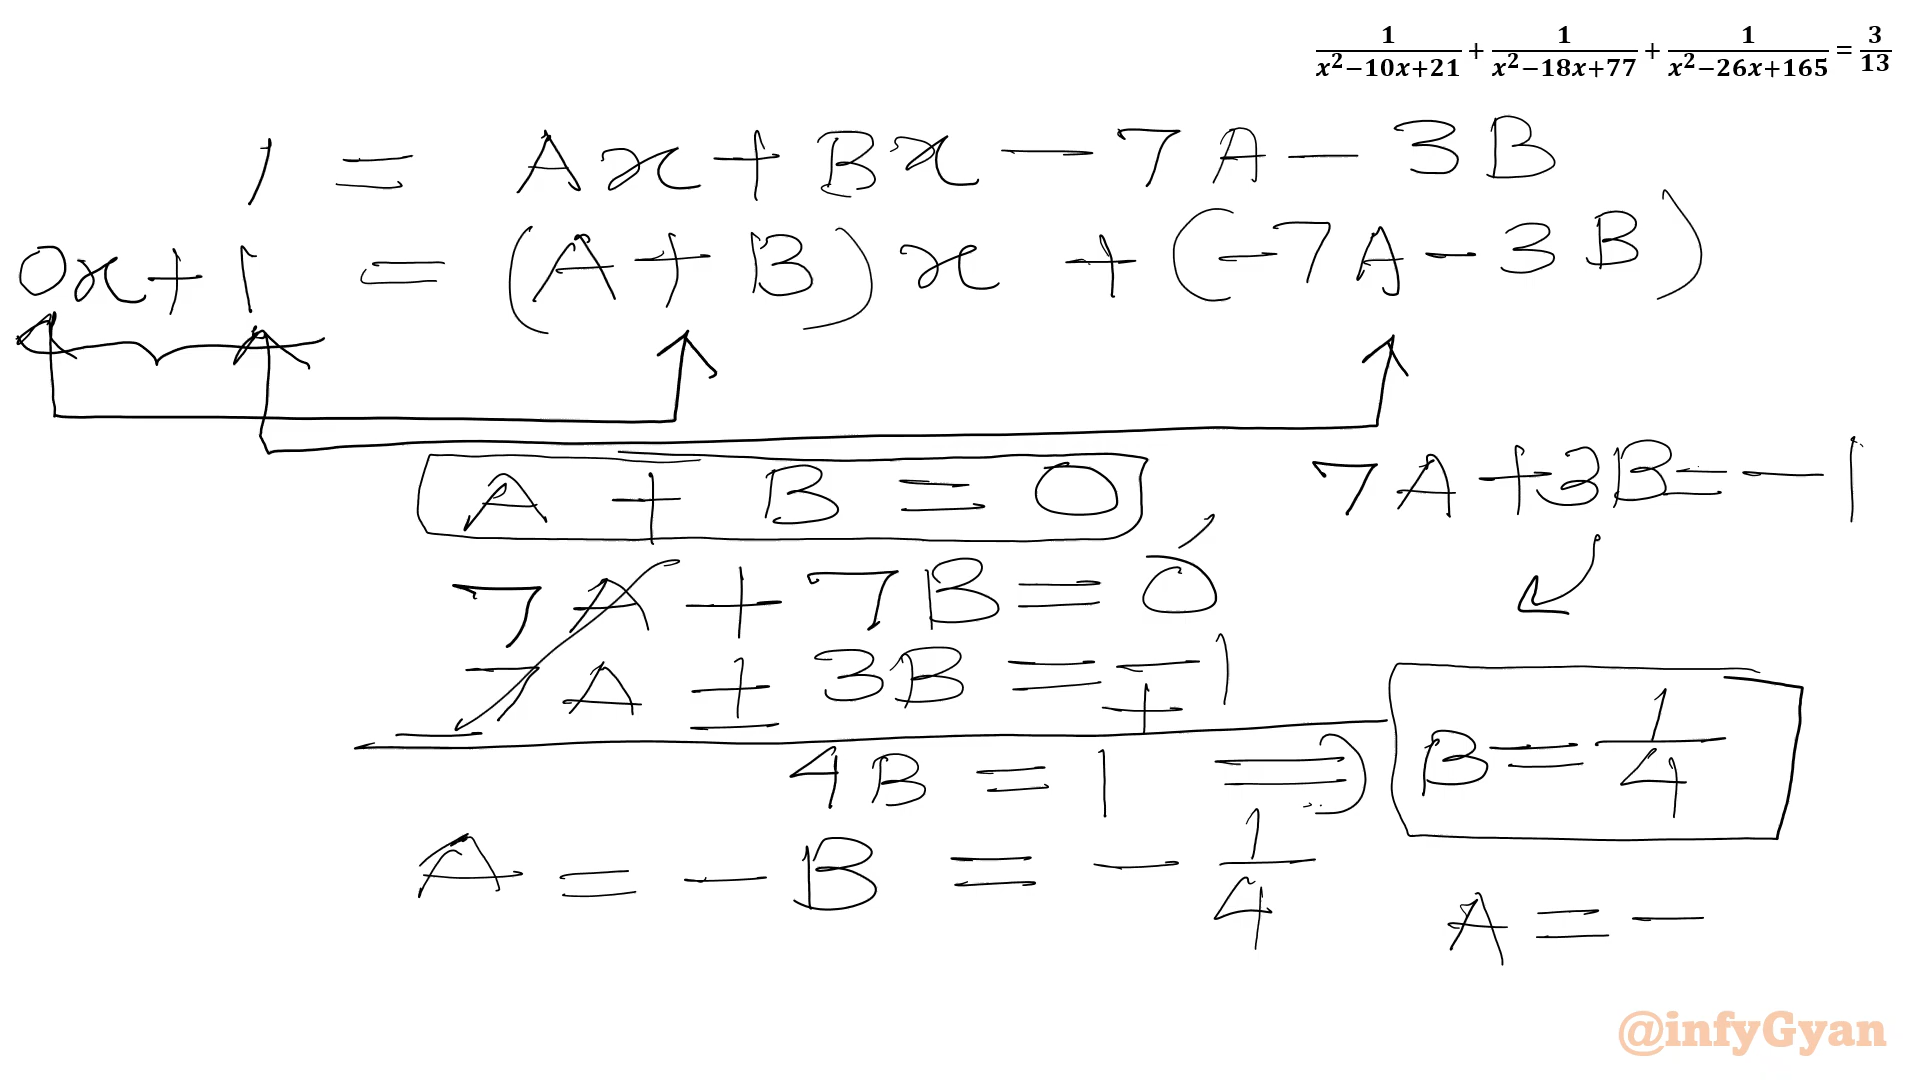 1/(x²−10x+21) + 1/(x²−18x+77) + 1/(x²−26x+165) = 3/13
1 = Ax + Bx − 7A − 3B
0x + 1 = (A + B)x + (−7A − 3B)
A + B = 0
7A + 3B = −1
7A + 7B = 0
7A ± 3B = −1
− +
4B = 1 ⇒ B = 1/4
A = − B = − 1/4
A = −
@infyGyan